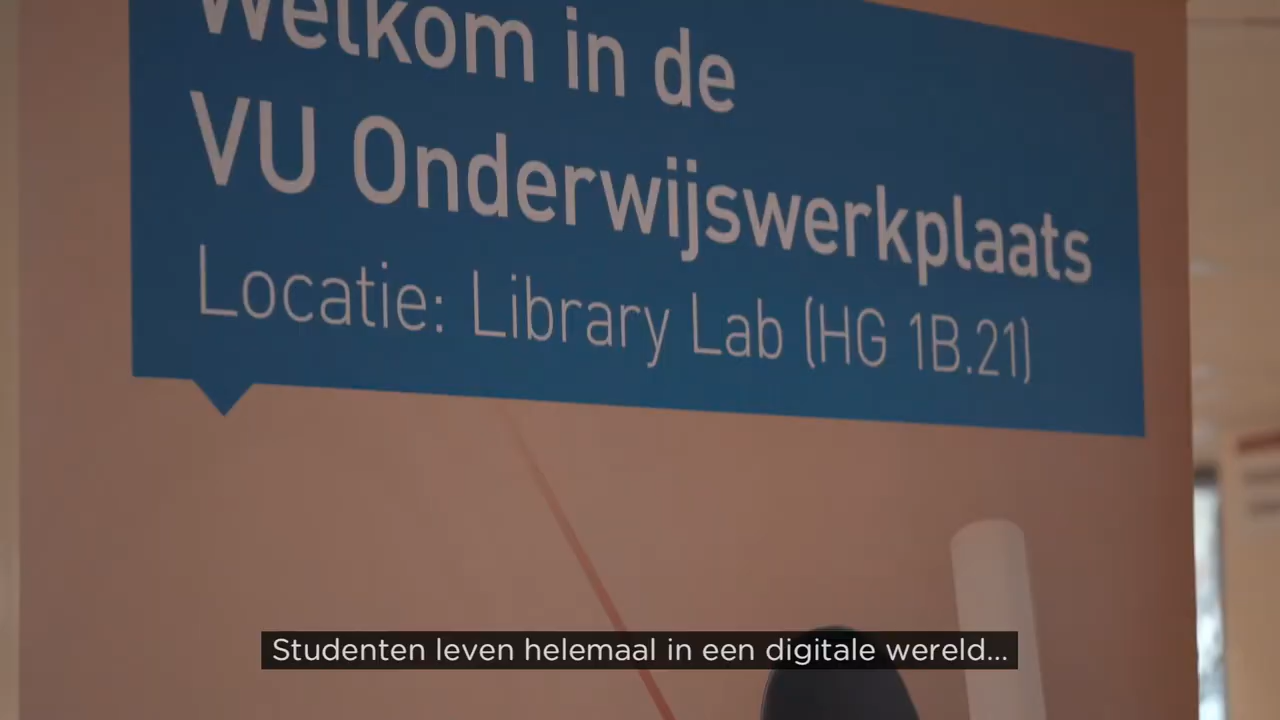 Welkom in de
VU Onderwijswerkplaats
Locatie: Library Lab (HG 1B.21)
Studenten leven helemaal in een digitale wereld...